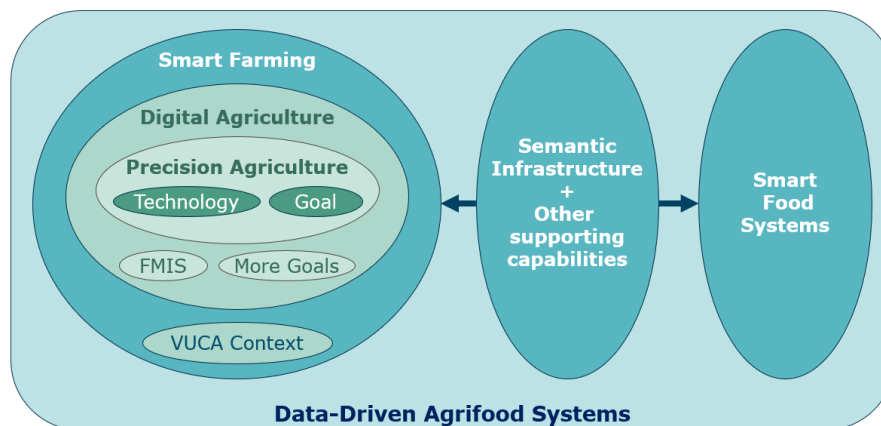 Smart Farming
Digital Agriculture
Precision Agriculture
Technology
Goal
FMIS
More Goals
VUCA Context
Semantic
Infrastructure
+
Other
supporting
capabilities
Smart
Food
Systems
Data-Driven Agrifood Systems